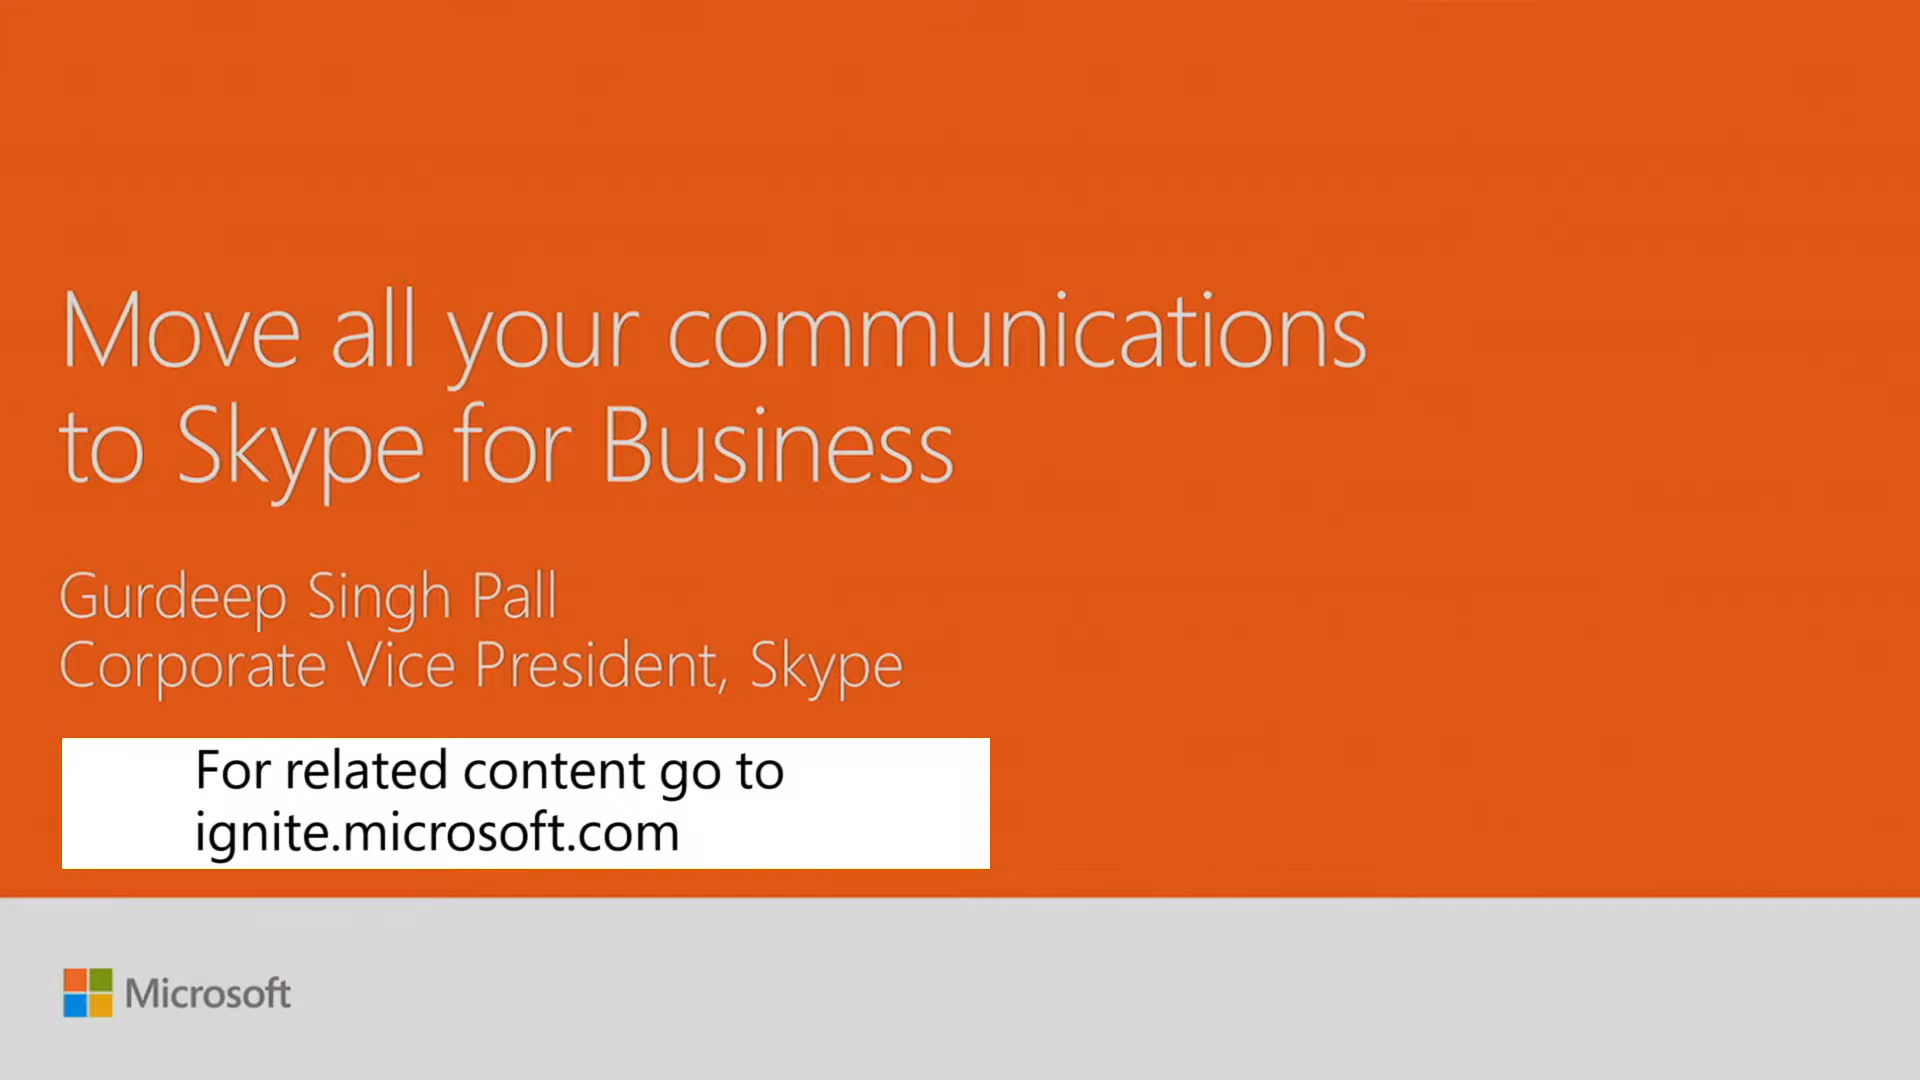 Move all your communications
to Skype for Business
Gurdeep Singh Pall
Corporate Vice President, Skype
For related content go to
ignite.microsoft.com
Microsoft